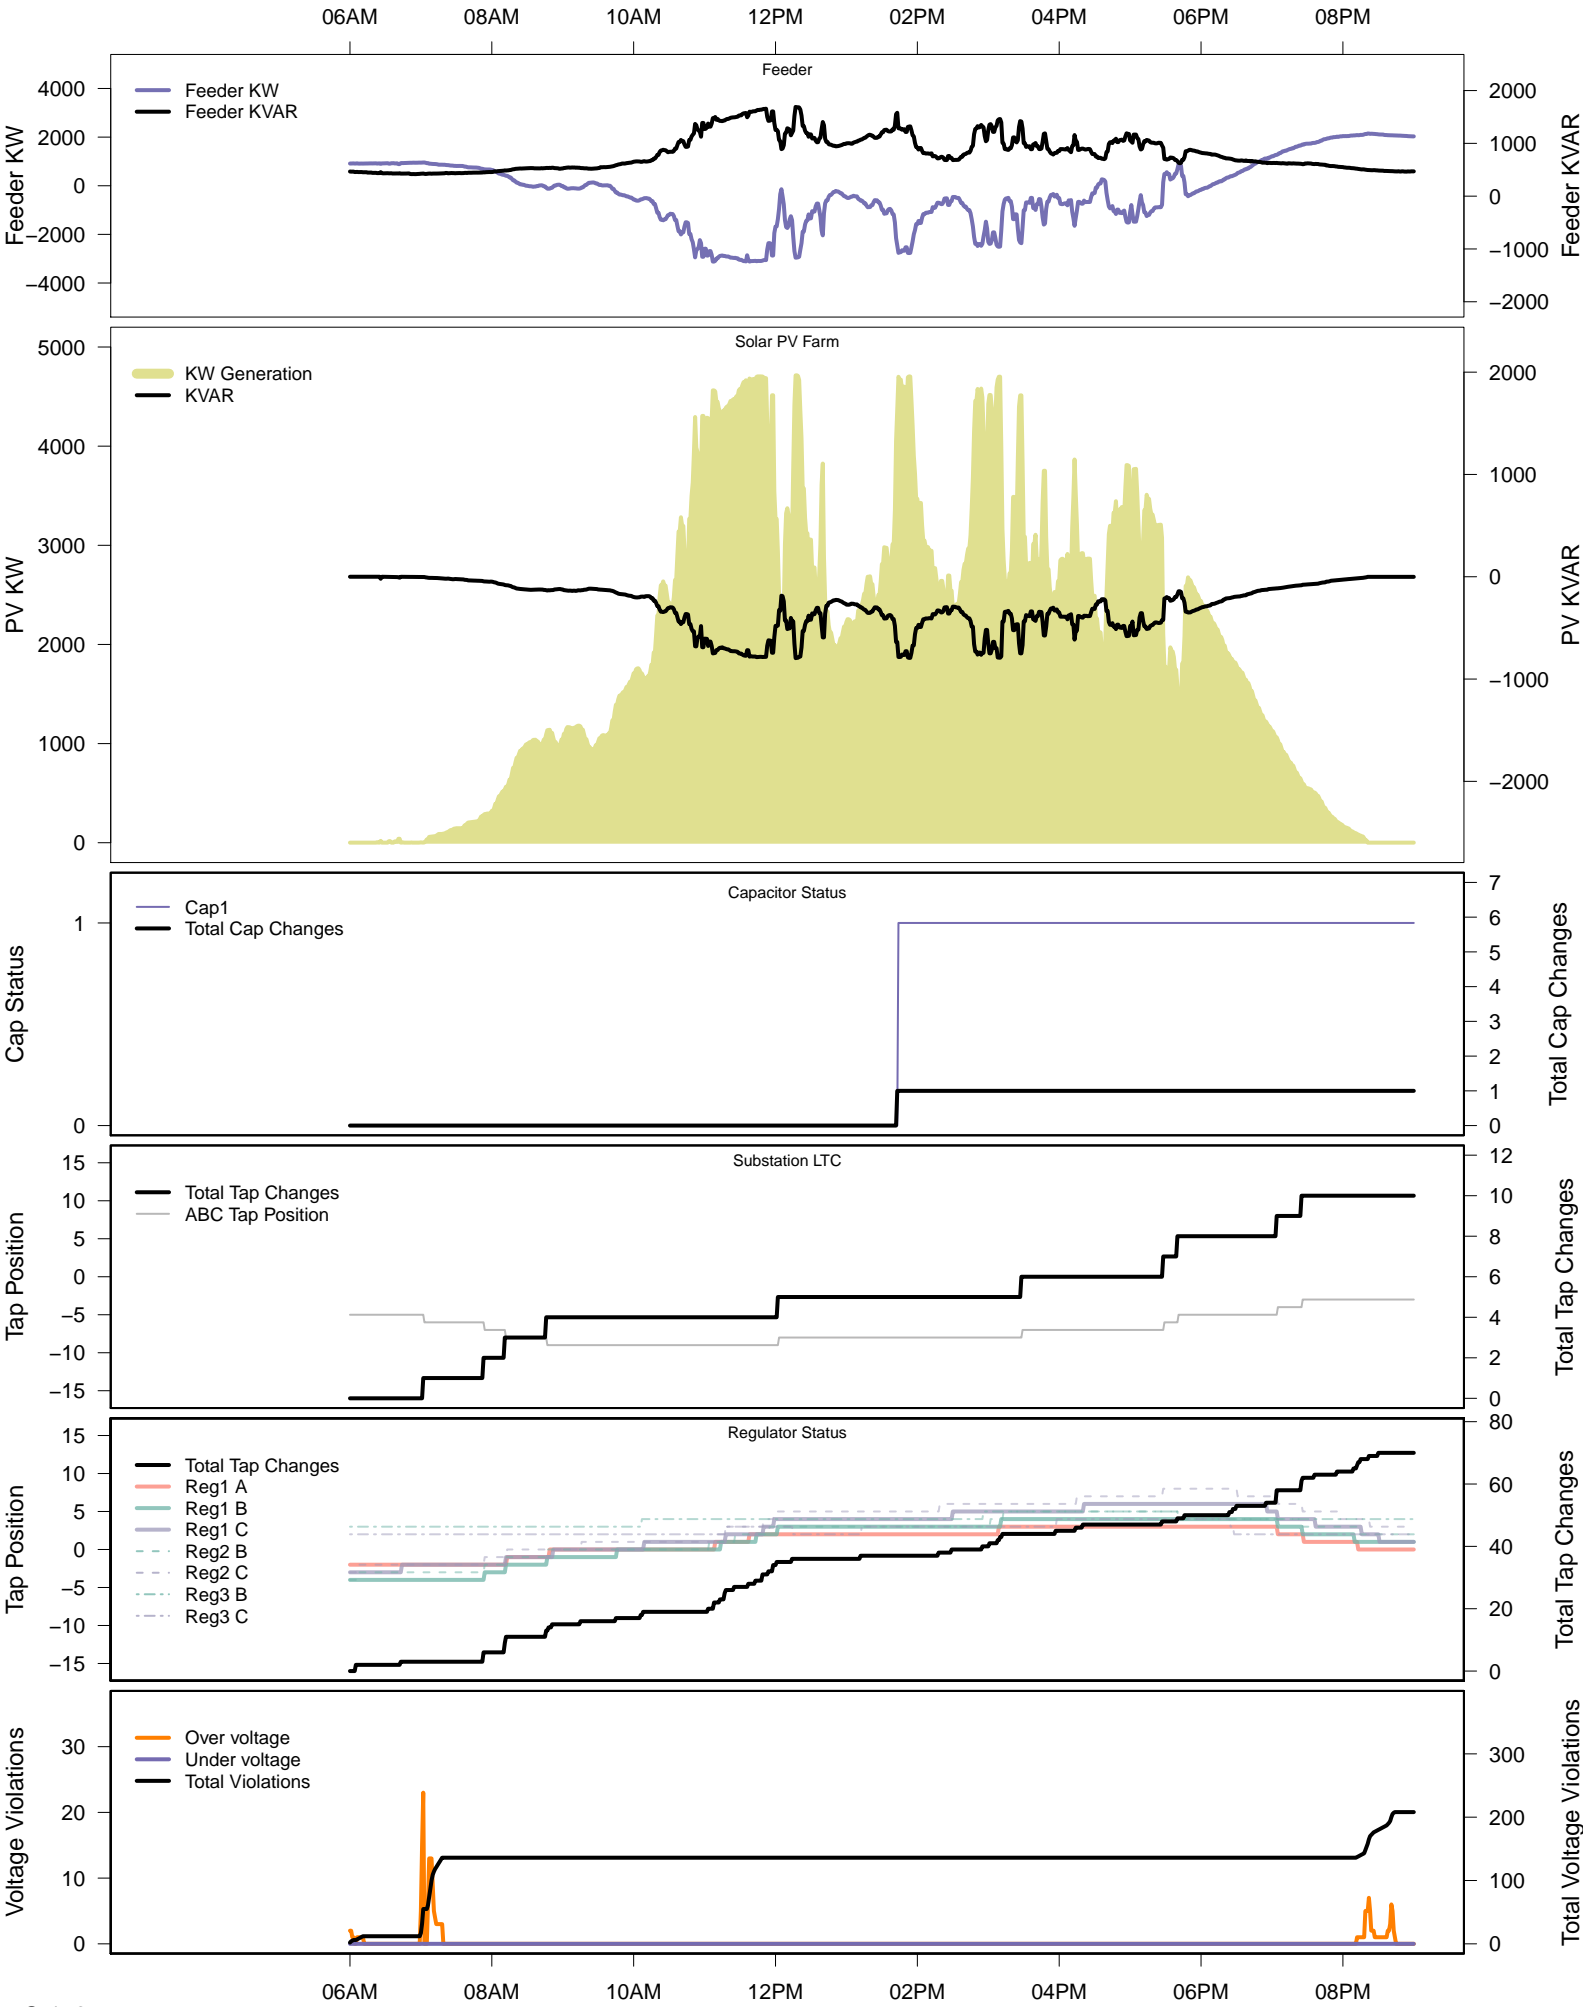 06AM 08AM 10AM 12PM 02PM 04PM 06PM 08PM
Feeder
Feeder KW
Feeder KVAR
4000
2000
0
−2000
−4000
Feeder KW
2000
1000
0
−1000
−2000
Feeder KVAR
Solar PV Farm
KW Generation
KVAR
5000
4000
3000
2000
1000
0
PV KW
2000
1000
0
−1000
−2000
PV KVAR
Capacitor Status
Cap1
Total Cap Changes
1
0
Cap Status
7
6
5
4
3
2
1
0
Total Cap Changes
Substation LTC
Total Tap Changes
ABC Tap Position
15
10
5
0
−5
−10
−15
Tap Position
12
10
8
6
4
2
0
Total Tap Changes
Regulator Status
Total Tap Changes
Reg1 A
Reg1 B
Reg1 C
Reg2 B
Reg2 C
Reg3 B
Reg3 C
15
10
5
0
−5
−10
−15
Tap Position
80
60
40
20
0
Total Tap Changes
Over voltage
Under voltage
Total Violations
30
20
10
0
Voltage Violations
300
200
100
0
Total Voltage Violations
06AM 08AM 10AM 12PM 02PM 04PM 06PM 08PM